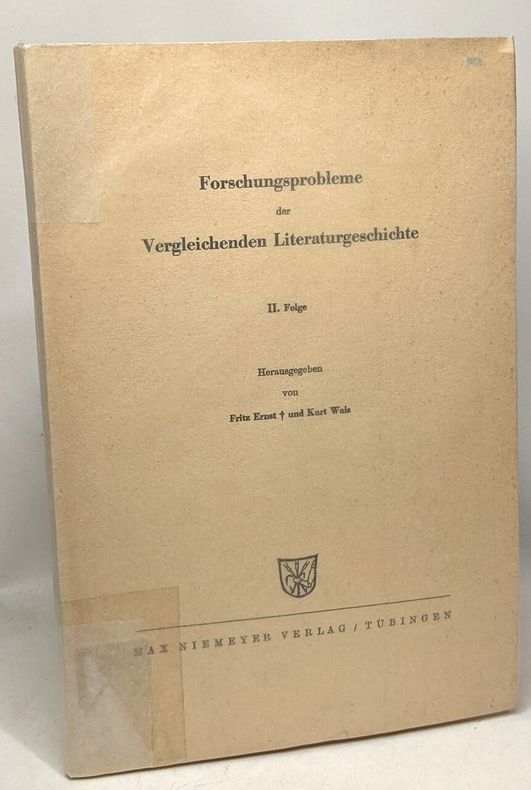 Forschungsprobleme
der
Vergleichenden Literaturgeschichte
II. Folge
Herausgegeben
von
Fritz Ernst † und Kurt Wais
MAX NIEMEYER VERLAG / TÜBINGEN